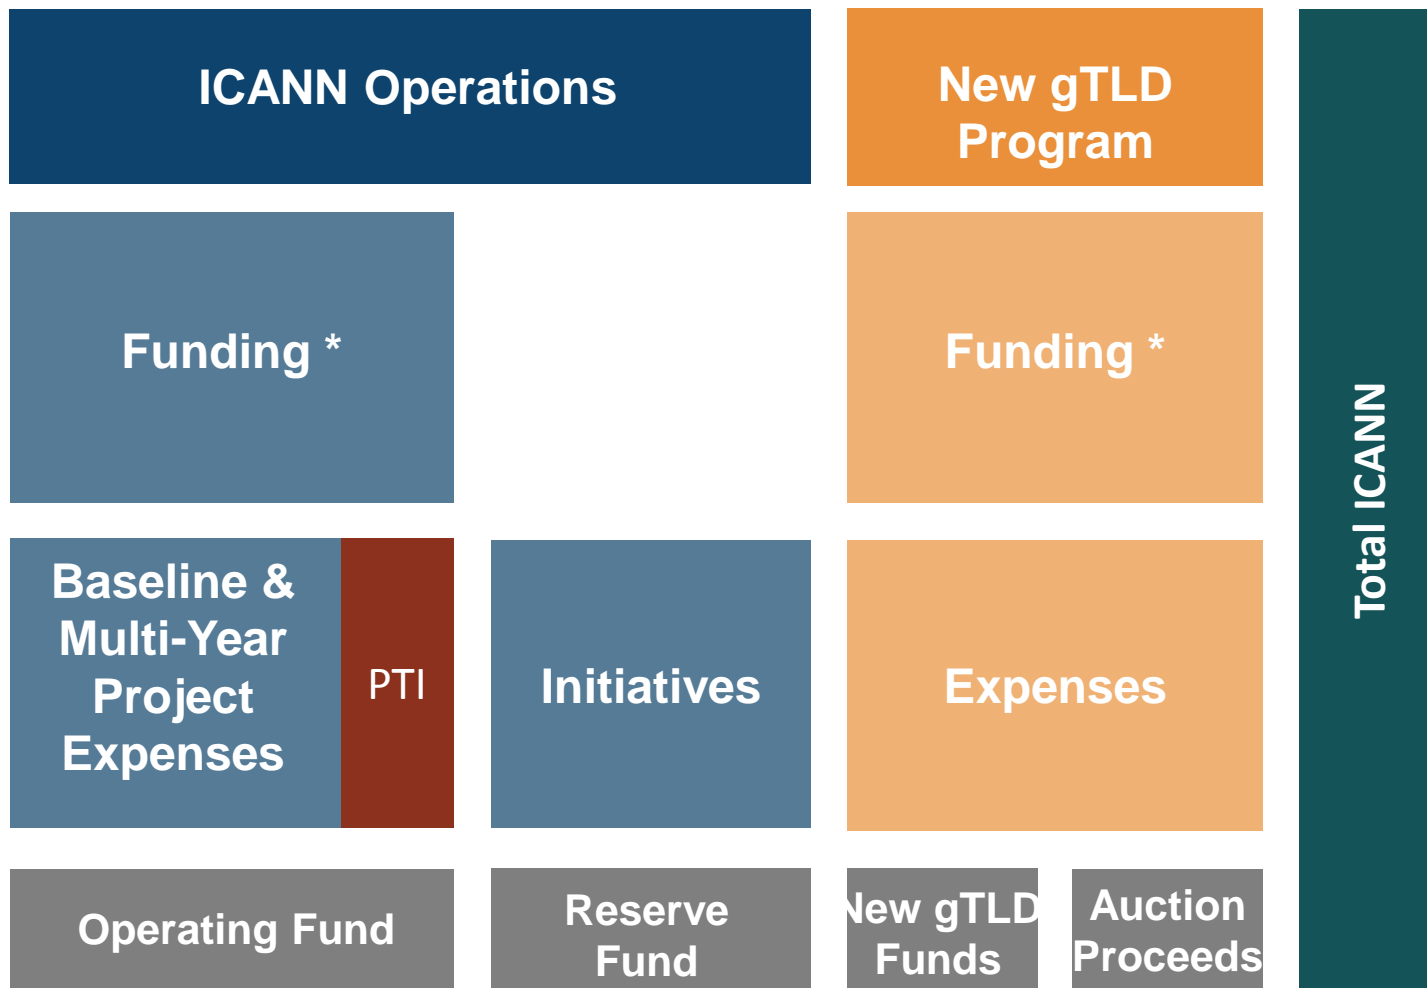 ICANN Operations
New gTLD
Program
Funding *
Funding *
Baseline &
Multi-Year
Project
Expenses
PTI
Initiatives
Expenses
Operating Fund
Reserve
Fund
New gTLD
Funds
Auction
Proceeds
Total ICANN